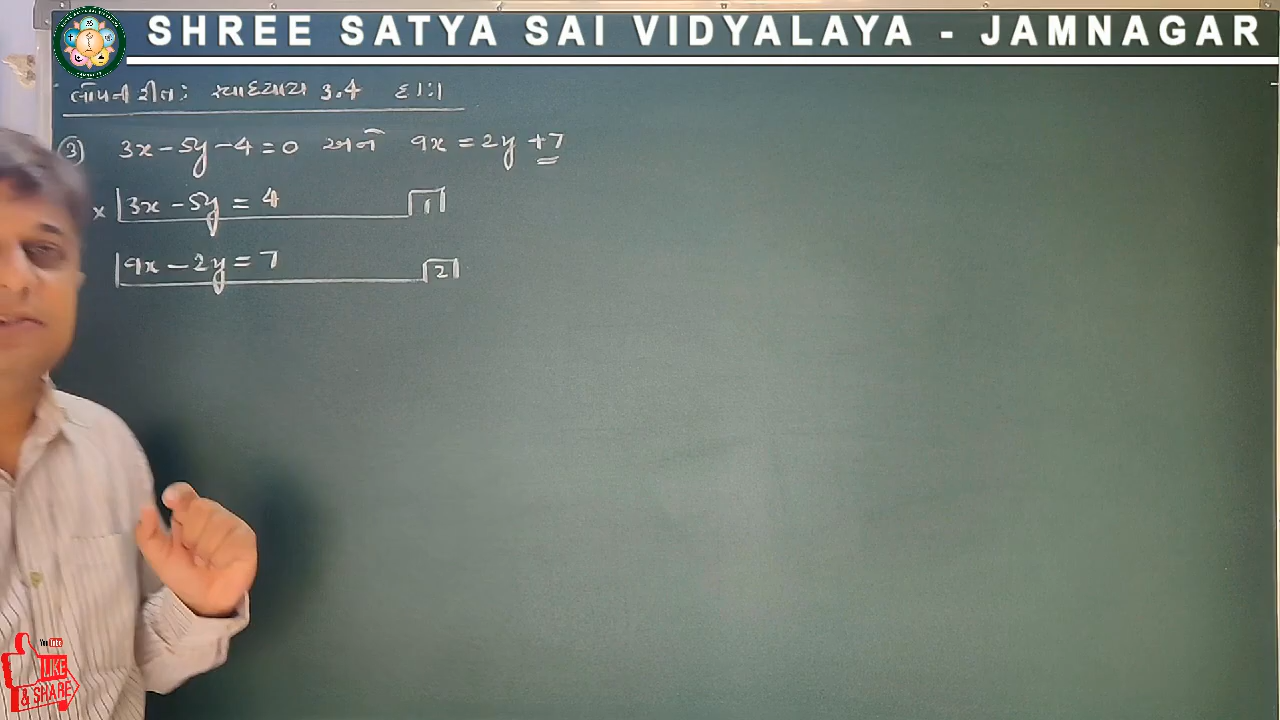 SHREE SATYA SAI VIDYALAYA - JAMNAGAR
લોપની રીત: સ્વાધ્યાય 3.4 દા:1
③ 3x - 5y - 4 = 0 અને 9x = 2y + 7
× 3x - 5y = 4 1
9x - 2y = 7 2
YouTube
LIKE
& SHARE